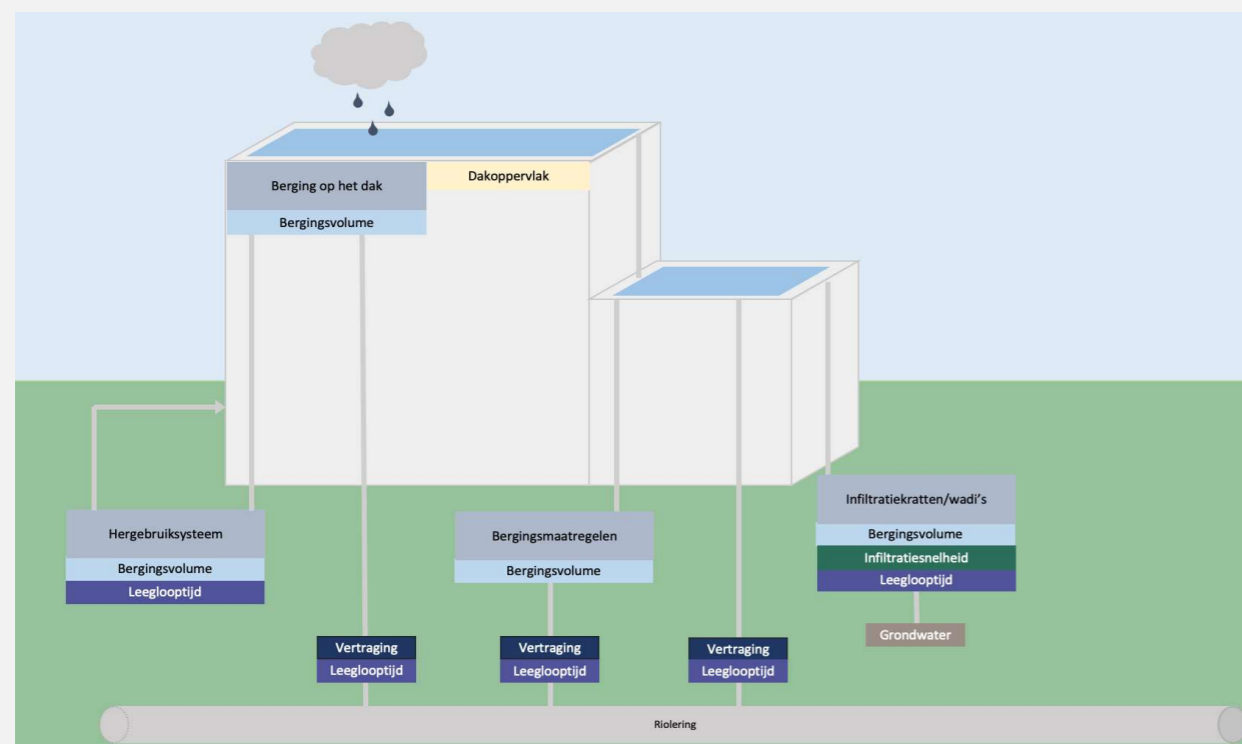 Berging op het dak
Dakoppervlak
Bergingsvolume
Hergebruiksysteem
Bergingsvolume
Leeglooptijd
Bergingsmaatregelen
Bergingsvolume
Infiltratiekratten/wadi's
Bergingsvolume
Infiltratiesnelheid
Leeglooptijd
Grondwater
Vertraging
Leeglooptijd
Vertraging
Leeglooptijd
Vertraging
Leeglooptijd
Riolering